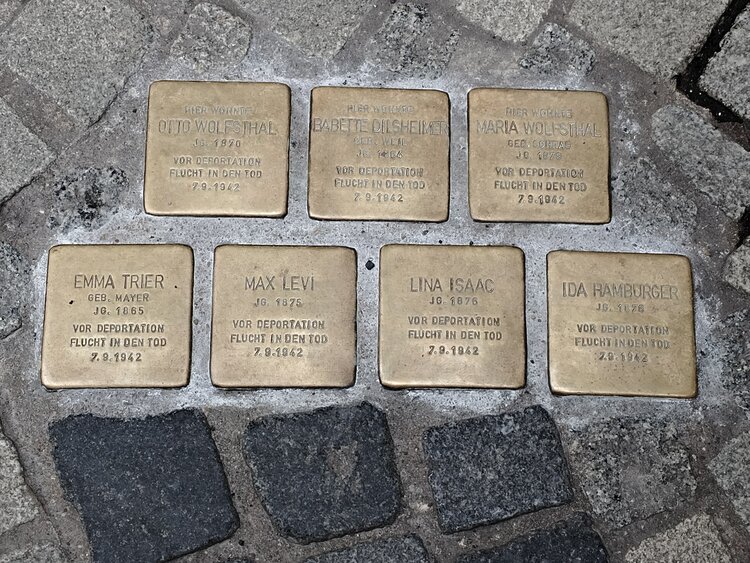 HIER WOHNTE
OTTO WOLFSTHAL
JG. 1870
VOR DEPORTATION
FLUCHT IN DEN TOD
7.9.1942
HIER WOHNTE
BABETTE DILSHEIMER
GEB. WEIL
JG.
VOR DEPORTATION
FLUCHT IN DEN TOD
7.9.1942
HIER WOHNTE
MARIA WOLFSTHAL
GEB.
JG. 1879
VOR DEPORTATION
FLUCHT IN DEN TOD
7.9.1942
EMMA TRIER
GEB. MAYER
JG. 1865
VOR DEPORTATION
FLUCHT IN DEN TOD
7.9.1942
MAX LEVI
JG. 1875
VOR DEPORTATION
FLUCHT IN DEN TOD
7.9.1942
LINA ISAAC
JG. 1876
VOR DEPORTATION
FLUCHT IN DEN TOD
7.9.1942
IDA HAMBURGER
JG. 1876
VOR DEPORTATION
FLUCHT IN DEN TOD
7.9.1942